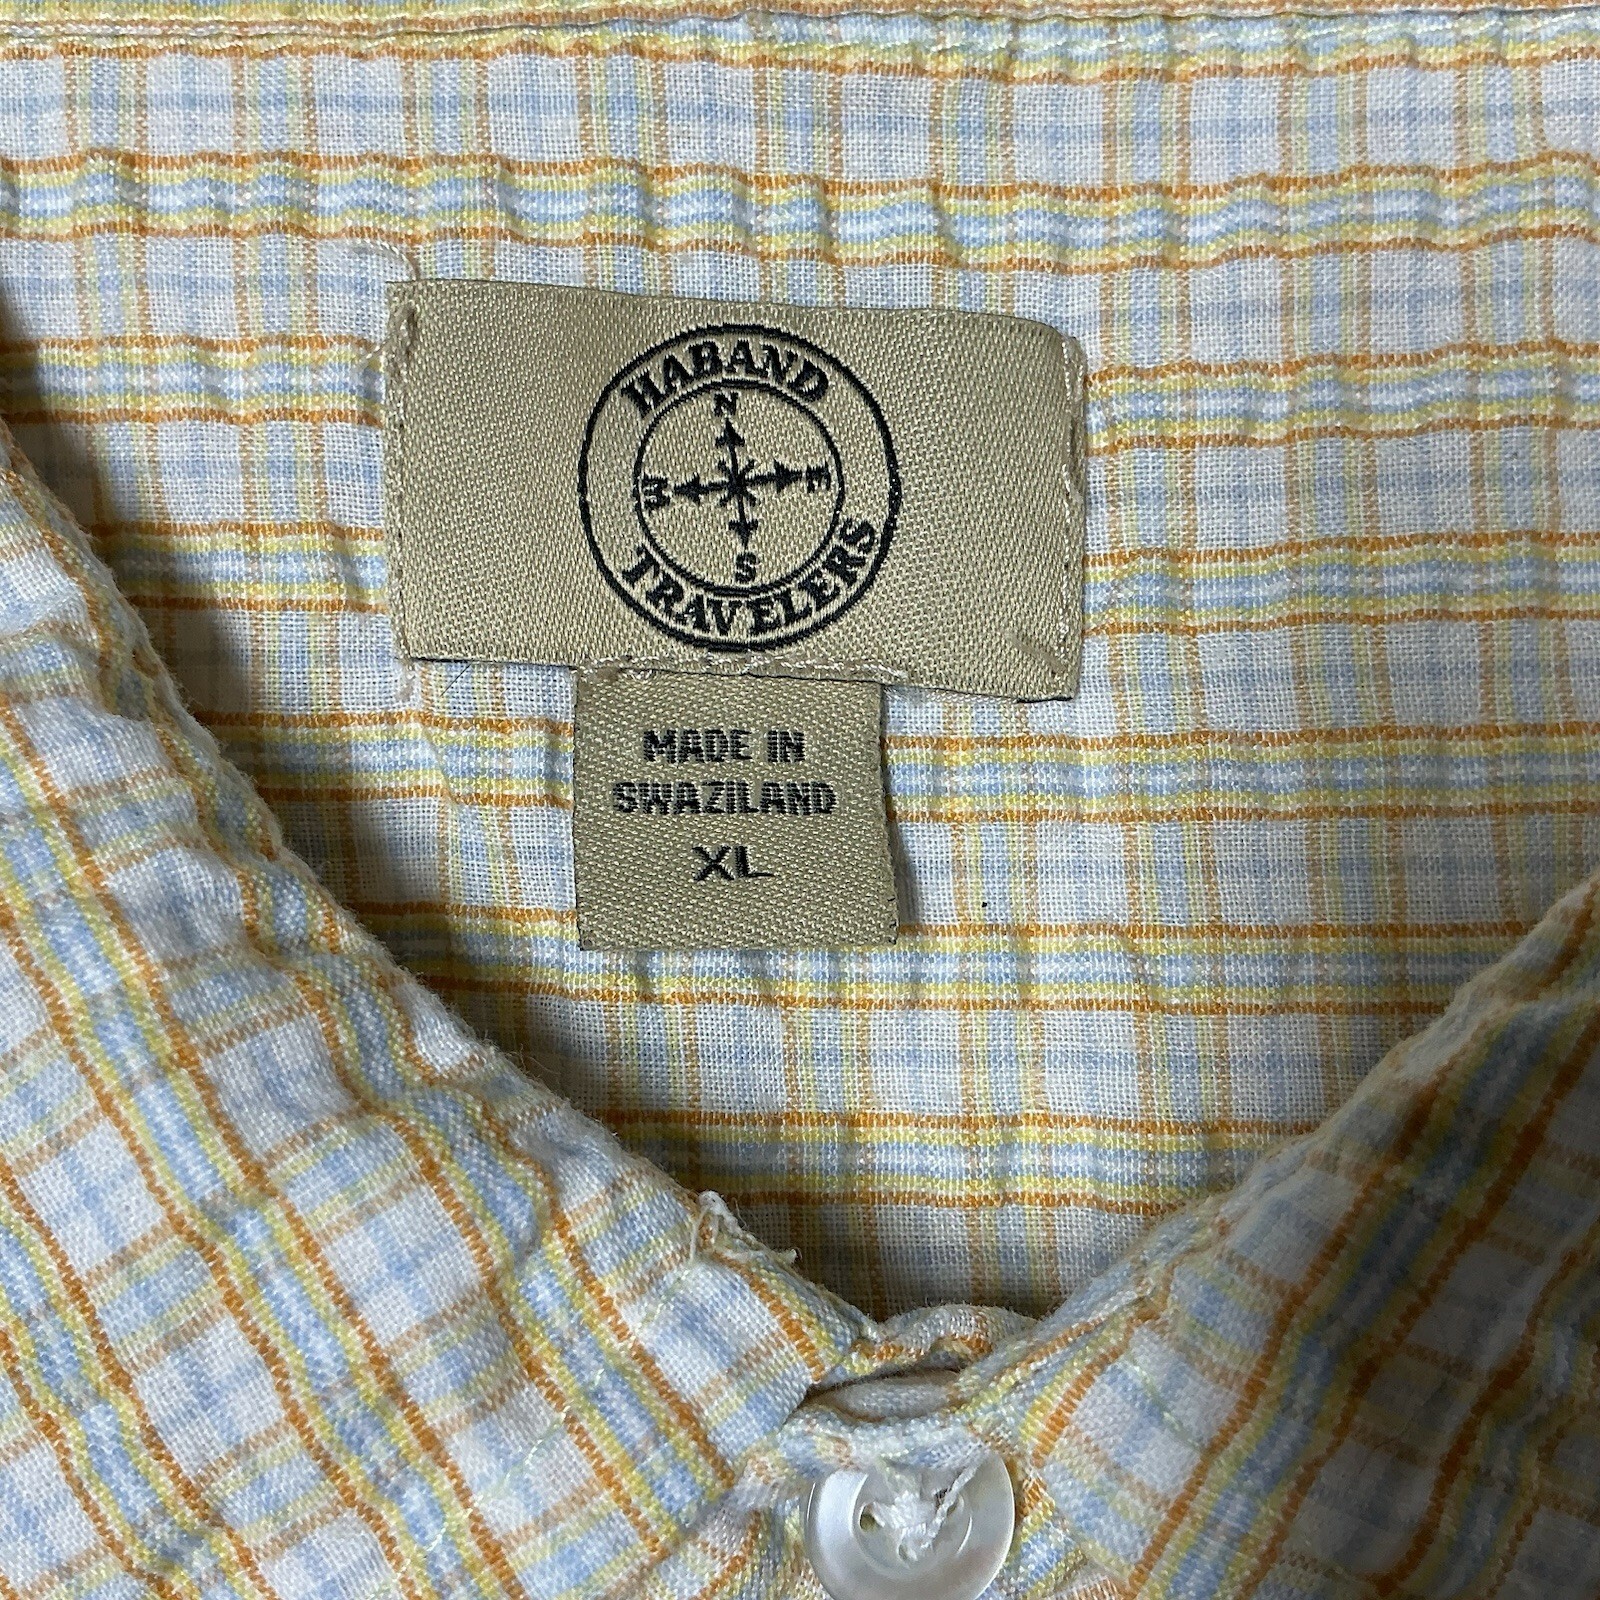 HABAND
N
W E
S
TRAVELERS
MADE IN
SWAZILAND
XL